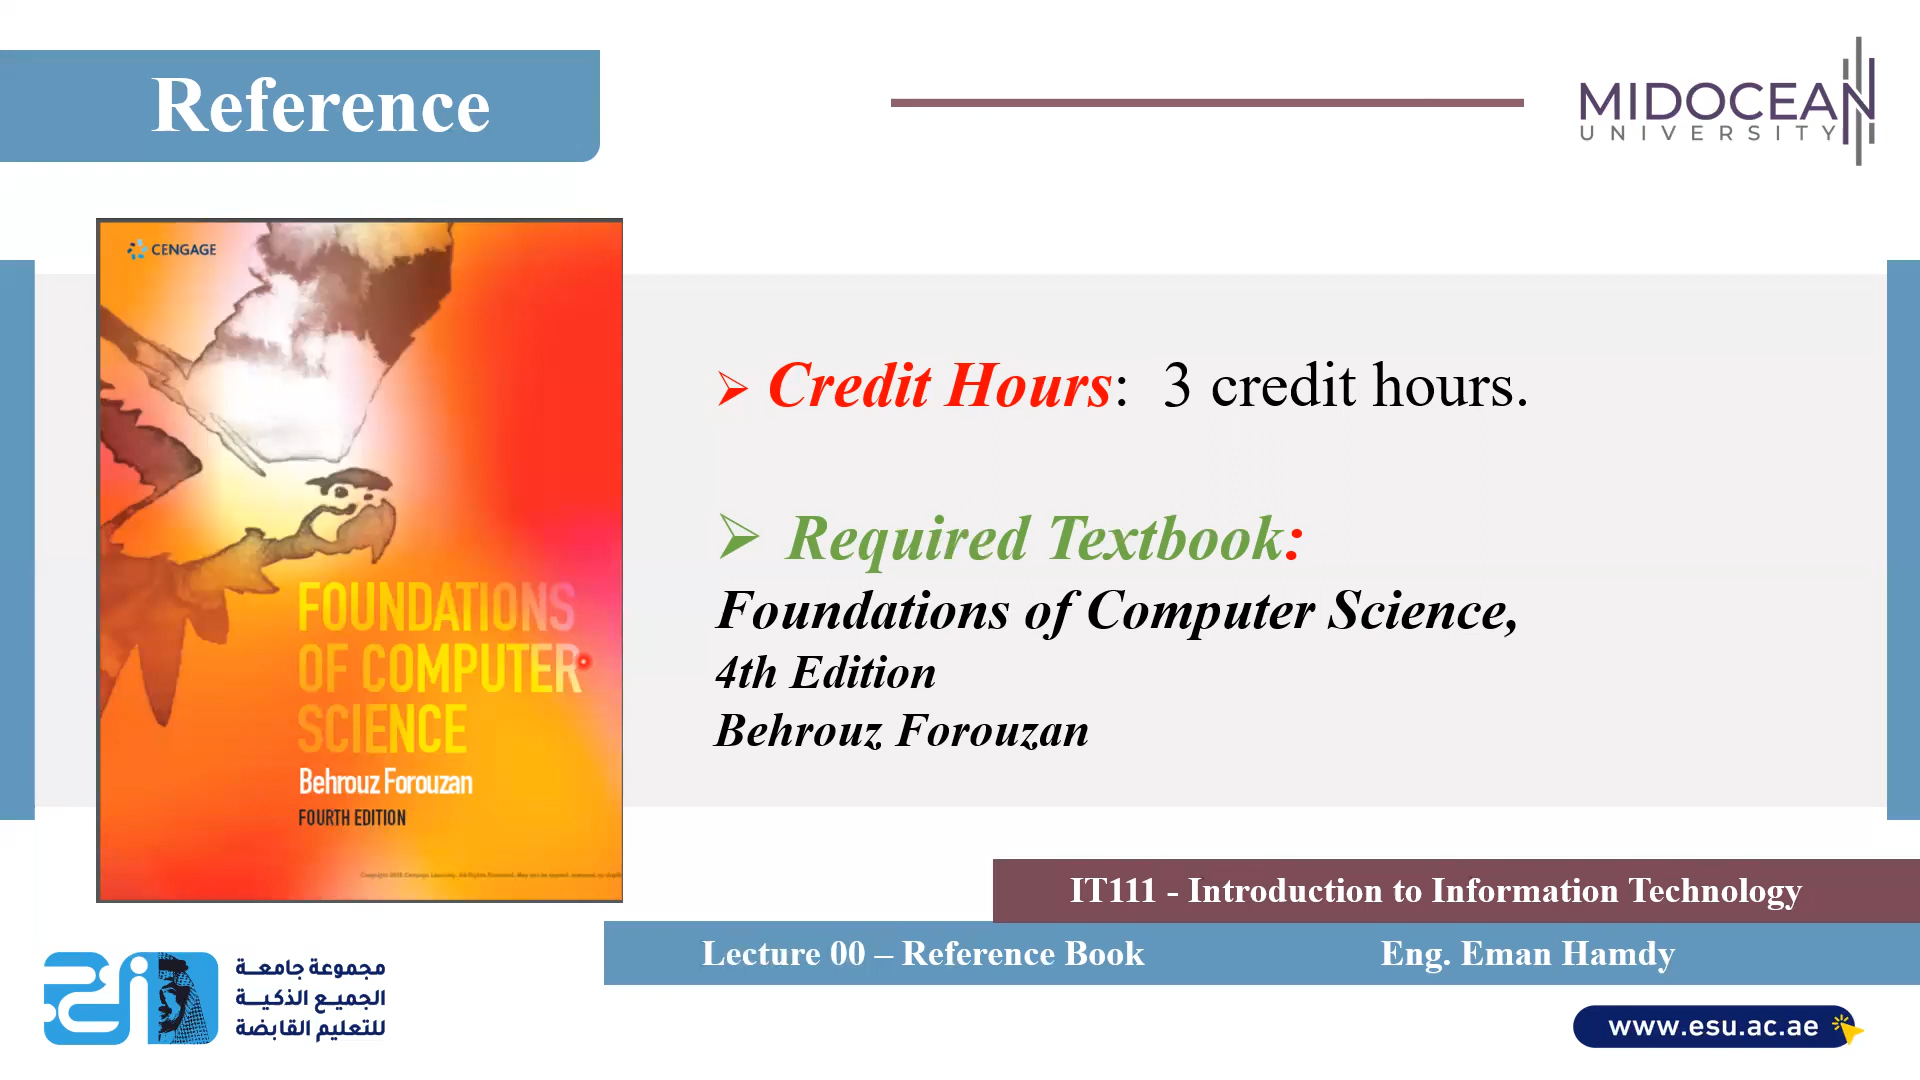 Reference
MIDOCEAN
UNIVERSITY
CENGAGE
FOUNDATIONS
OF COMPUTER
SCIENCE
Behrouz Forouzan
FOURTH EDITION
Credit Hours: 3 credit hours.
Required Textbook:
Foundations of Computer Science,
4th Edition
Behrouz Forouzan
IT111 - Introduction to Information Technology
Lecture 00 – Reference Book
Eng. Eman Hamdy
مجموعة جامعة
الجميع الذكية
للتعليم القابضة
www.esu.ac.ae